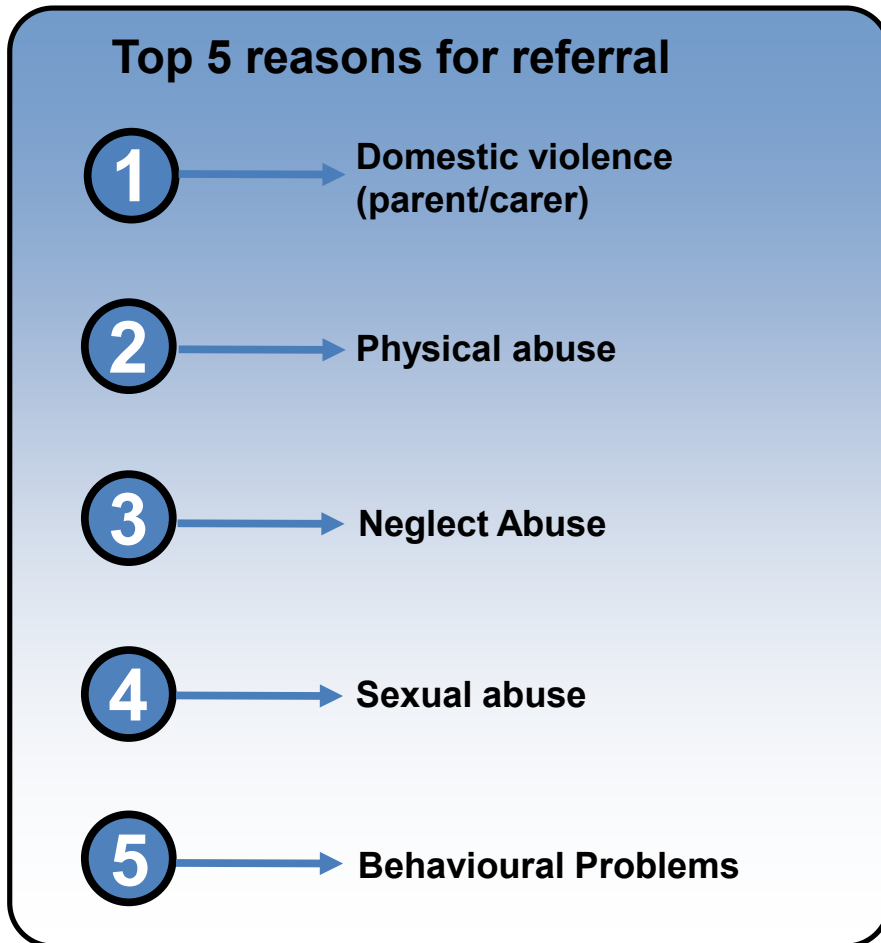 Top 5 reasons for referral
1
Domestic violence
(parent/carer)
2
Physical abuse
3
Neglect Abuse
4
Sexual abuse
5
Behavioural Problems